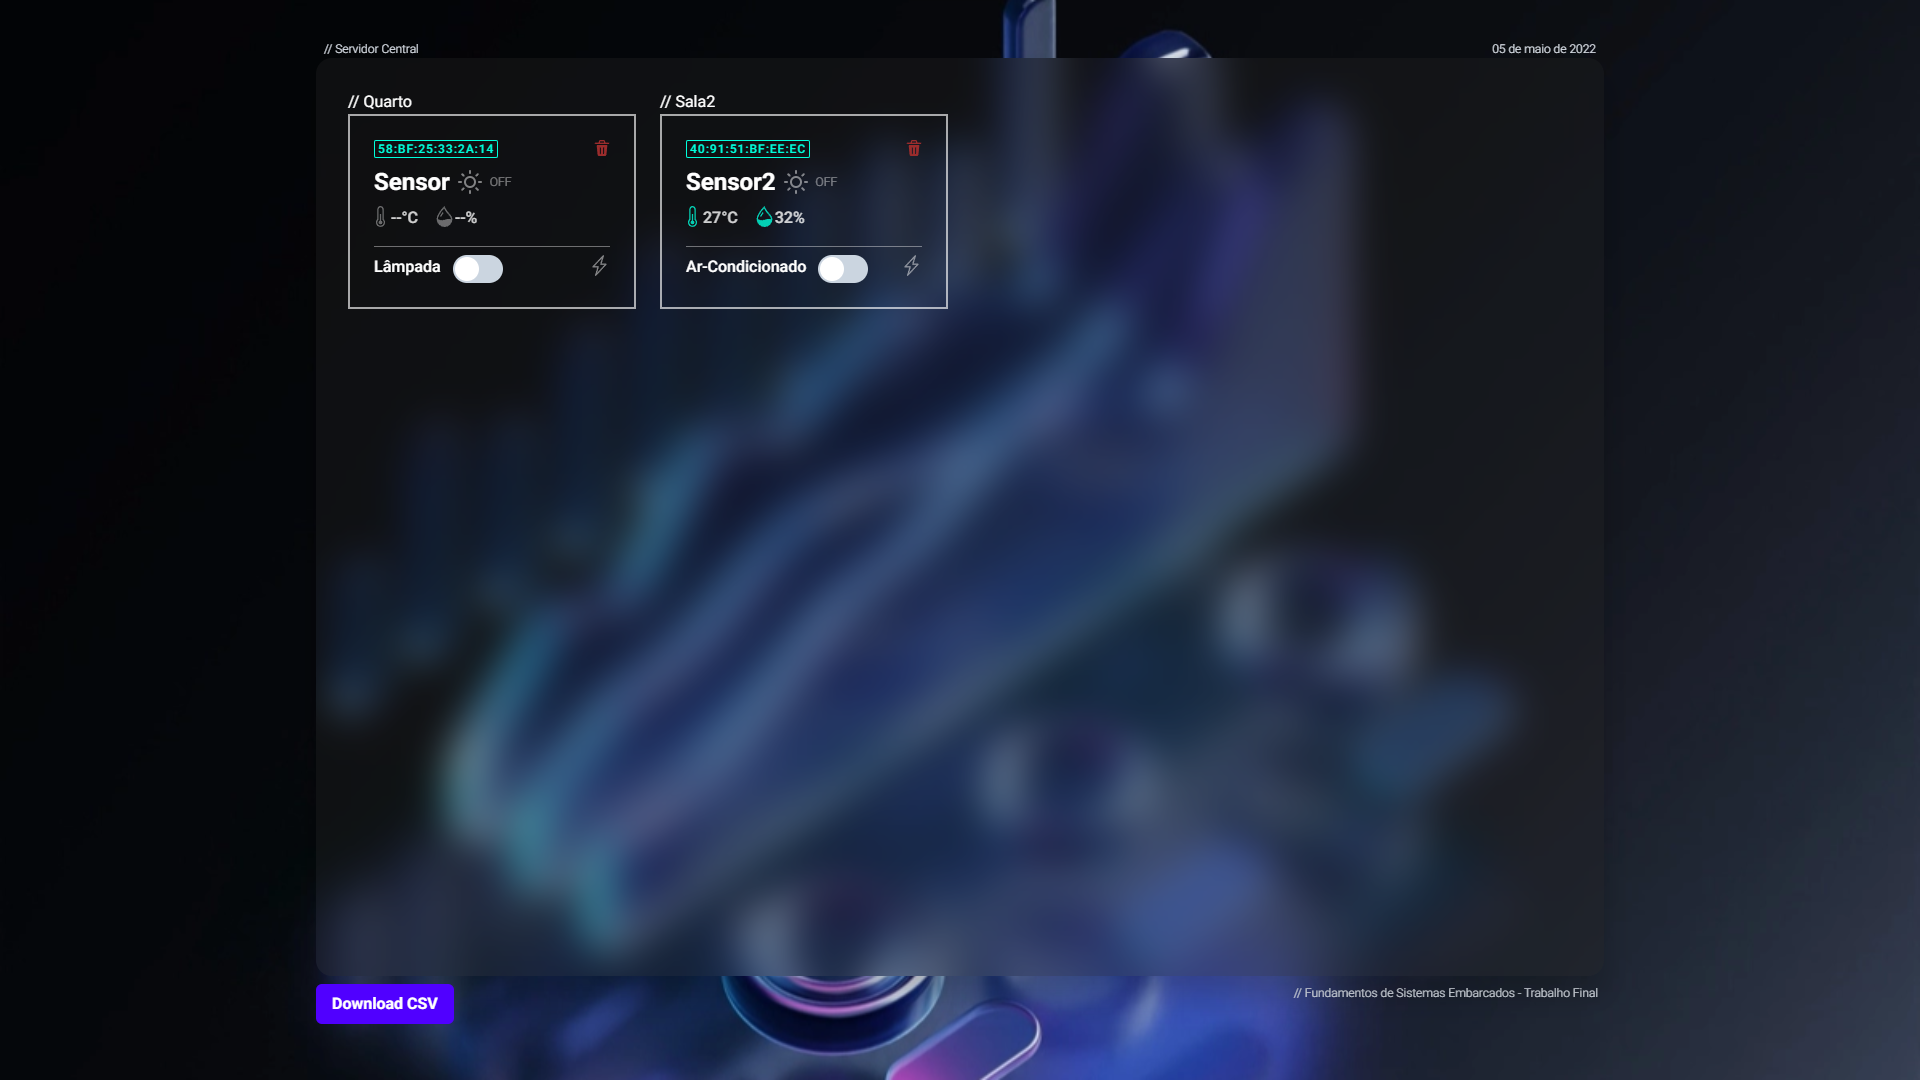 // Servidor Central
05 de maio de 2022
// Quarto
58:BF:25:33:2A:14
Sensor OFF
--°C --%
Lâmpada
// Sala2
40:91:51:BF:EE:EC
Sensor2 OFF
27°C 32%
Ar-Condicionado
Download CSV
// Fundamentos de Sistemas Embarcados - Trabalho Final